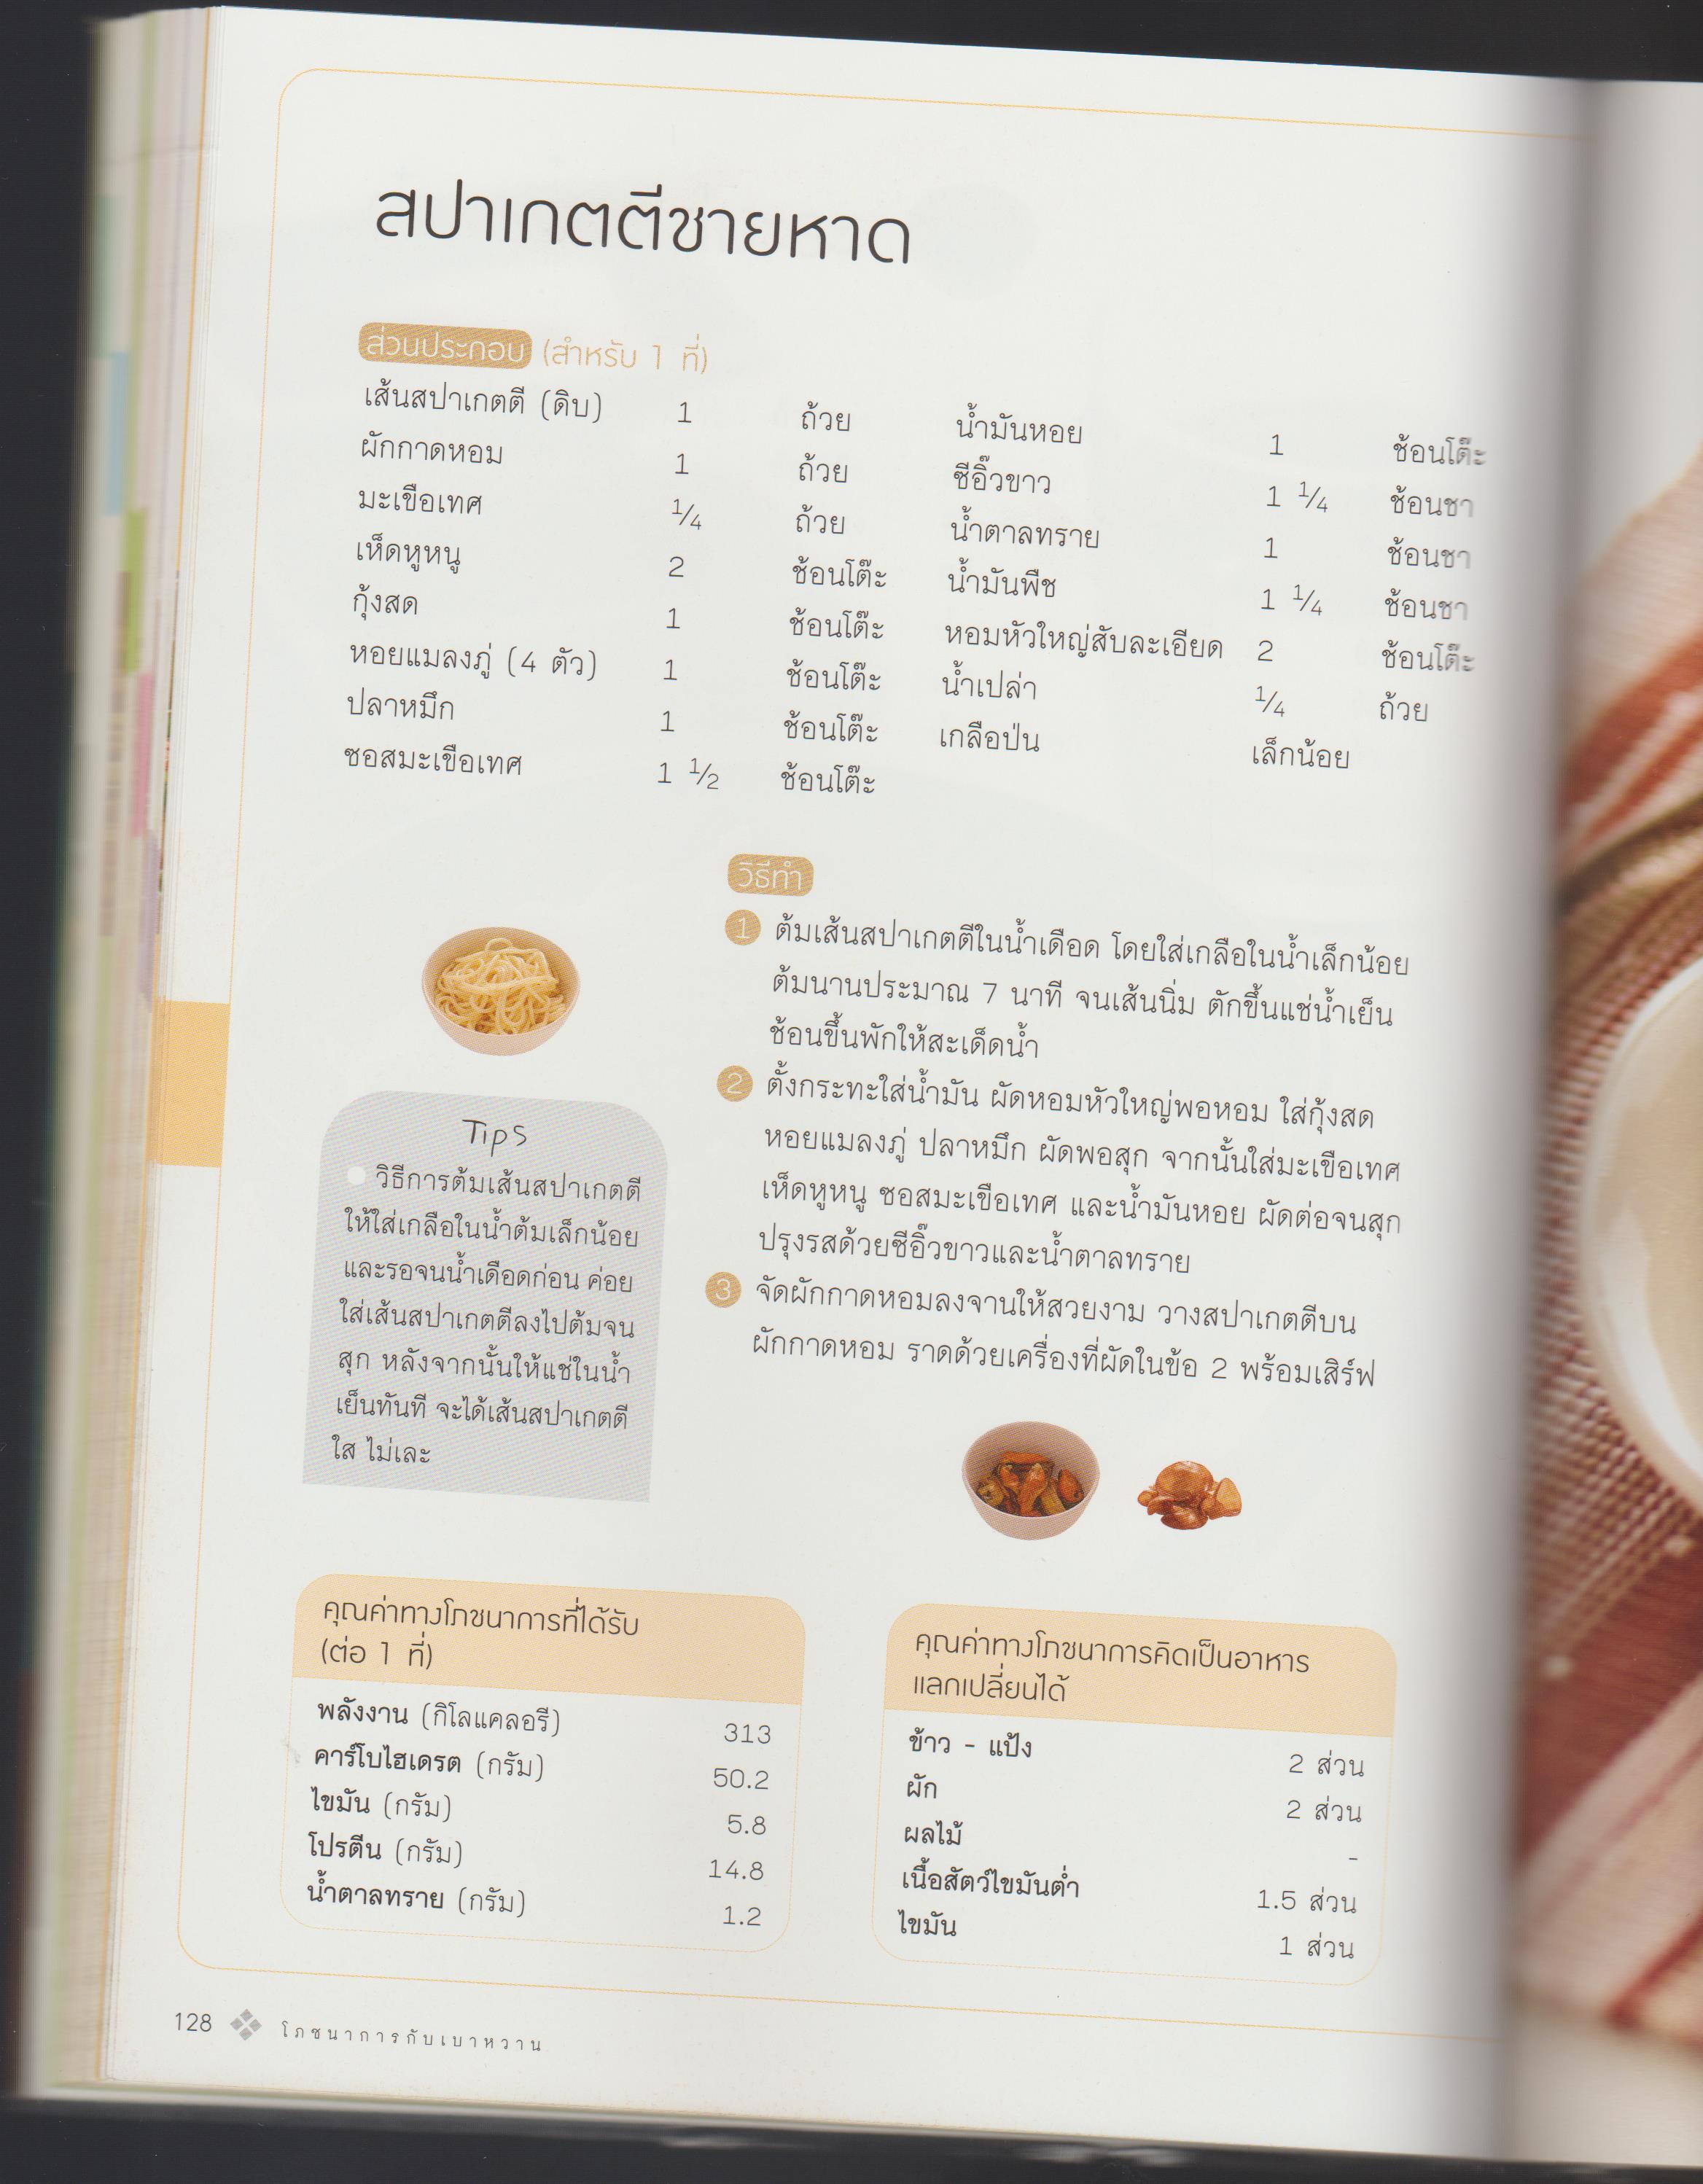 สปาเกตตีชายหาด
ส่วนประกอบ (สำหรับ 1 ที่)
เส้นสปาเกตตี (ดิบ) 1 ถ้วย
ผักกาดหอม 1 ถ้วย
มะเขือเทศ 1/4 ถ้วย
เห็ดหูหนู 2 ช้อนโต๊ะ
กุ้งสด 1 ช้อนโต๊ะ
หอยแมลงภู่ (4 ตัว) 1 ช้อนโต๊ะ
ปลาหมึก 1 ช้อนโต๊ะ
ซอสมะเขือเทศ 1 1/2 ช้อนโต๊ะ
น้ำมันหอย 1 ช้อนโต๊ะ
ซีอิ๊วขาว 1 1/4 ช้อนชา
น้ำตาลทราย 1 ช้อนชา
น้ำมันพืช 1 1/4 ช้อนชา
หอมหัวใหญ่สับละเอียด 2 ช้อนโต๊ะ
น้ำเปล่า 1/4 ถ้วย
เกลือป่น เล็กน้อย
วิธีทำ
1 ต้มเส้นสปาเกตตีในน้ำเดือด โดยใส่เกลือในน้ำเล็กน้อย
ต้มนานประมาณ 7 นาที จนเส้นนิ่ม ตักขึ้นแช่น้ำเย็น
ช้อนขึ้นพักให้สะเด็ดน้ำ
2 ตั้งกระทะใส่น้ำมัน ผัดหอมหัวใหญ่พอหอม ใส่กุ้งสด
หอยแมลงภู่ ปลาหมึก ผัดพอสุก จากนั้นใส่มะเขือเทศ
เห็ดหูหนู ซอสมะเขือเทศ และน้ำมันหอย ผัดต่อจนสุก
ปรุงรสด้วยซีอิ๊วขาวและน้ำตาลทราย
3 จัดผักกาดหอมลงจานให้สวยงาม วางสปาเกตตีบน
ผักกาดหอม ราดด้วยเครื่องที่ผัดในข้อ 2 พร้อมเสิร์ฟ
Tips
วิธีการต้มเส้นสปาเกตตี
ให้ใส่เกลือในน้ำต้มเล็กน้อย
และรอจนน้ำเดือดก่อน ค่อย
ใส่เส้นสปาเกตตีลงไปต้มจน
สุก หลังจากนั้นให้แช่ในน้ำ
เย็นทันที จะได้เส้นสปาเกตตี
ใส ไม่เละ
คุณค่าทางโภชนาการที่ได้รับ
(ต่อ 1 ที่)
พลังงาน (กิโลแคลอรี) 313
คาร์โบไฮเดรต (กรัม) 50.2
ไขมัน (กรัม) 5.8
โปรตีน (กรัม) 14.8
น้ำตาลทราย (กรัม) 1.2
คุณค่าทางโภชนาการคิดเป็นอาหาร
แลกเปลี่ยนได้
ข้าว - แป้ง 2 ส่วน
ผัก 2 ส่วน
ผลไม้ -
เนื้อสัตว์ไขมันต่ำ 1.5 ส่วน
ไขมัน 1 ส่วน
128 โภชนาการกับเบาหวาน